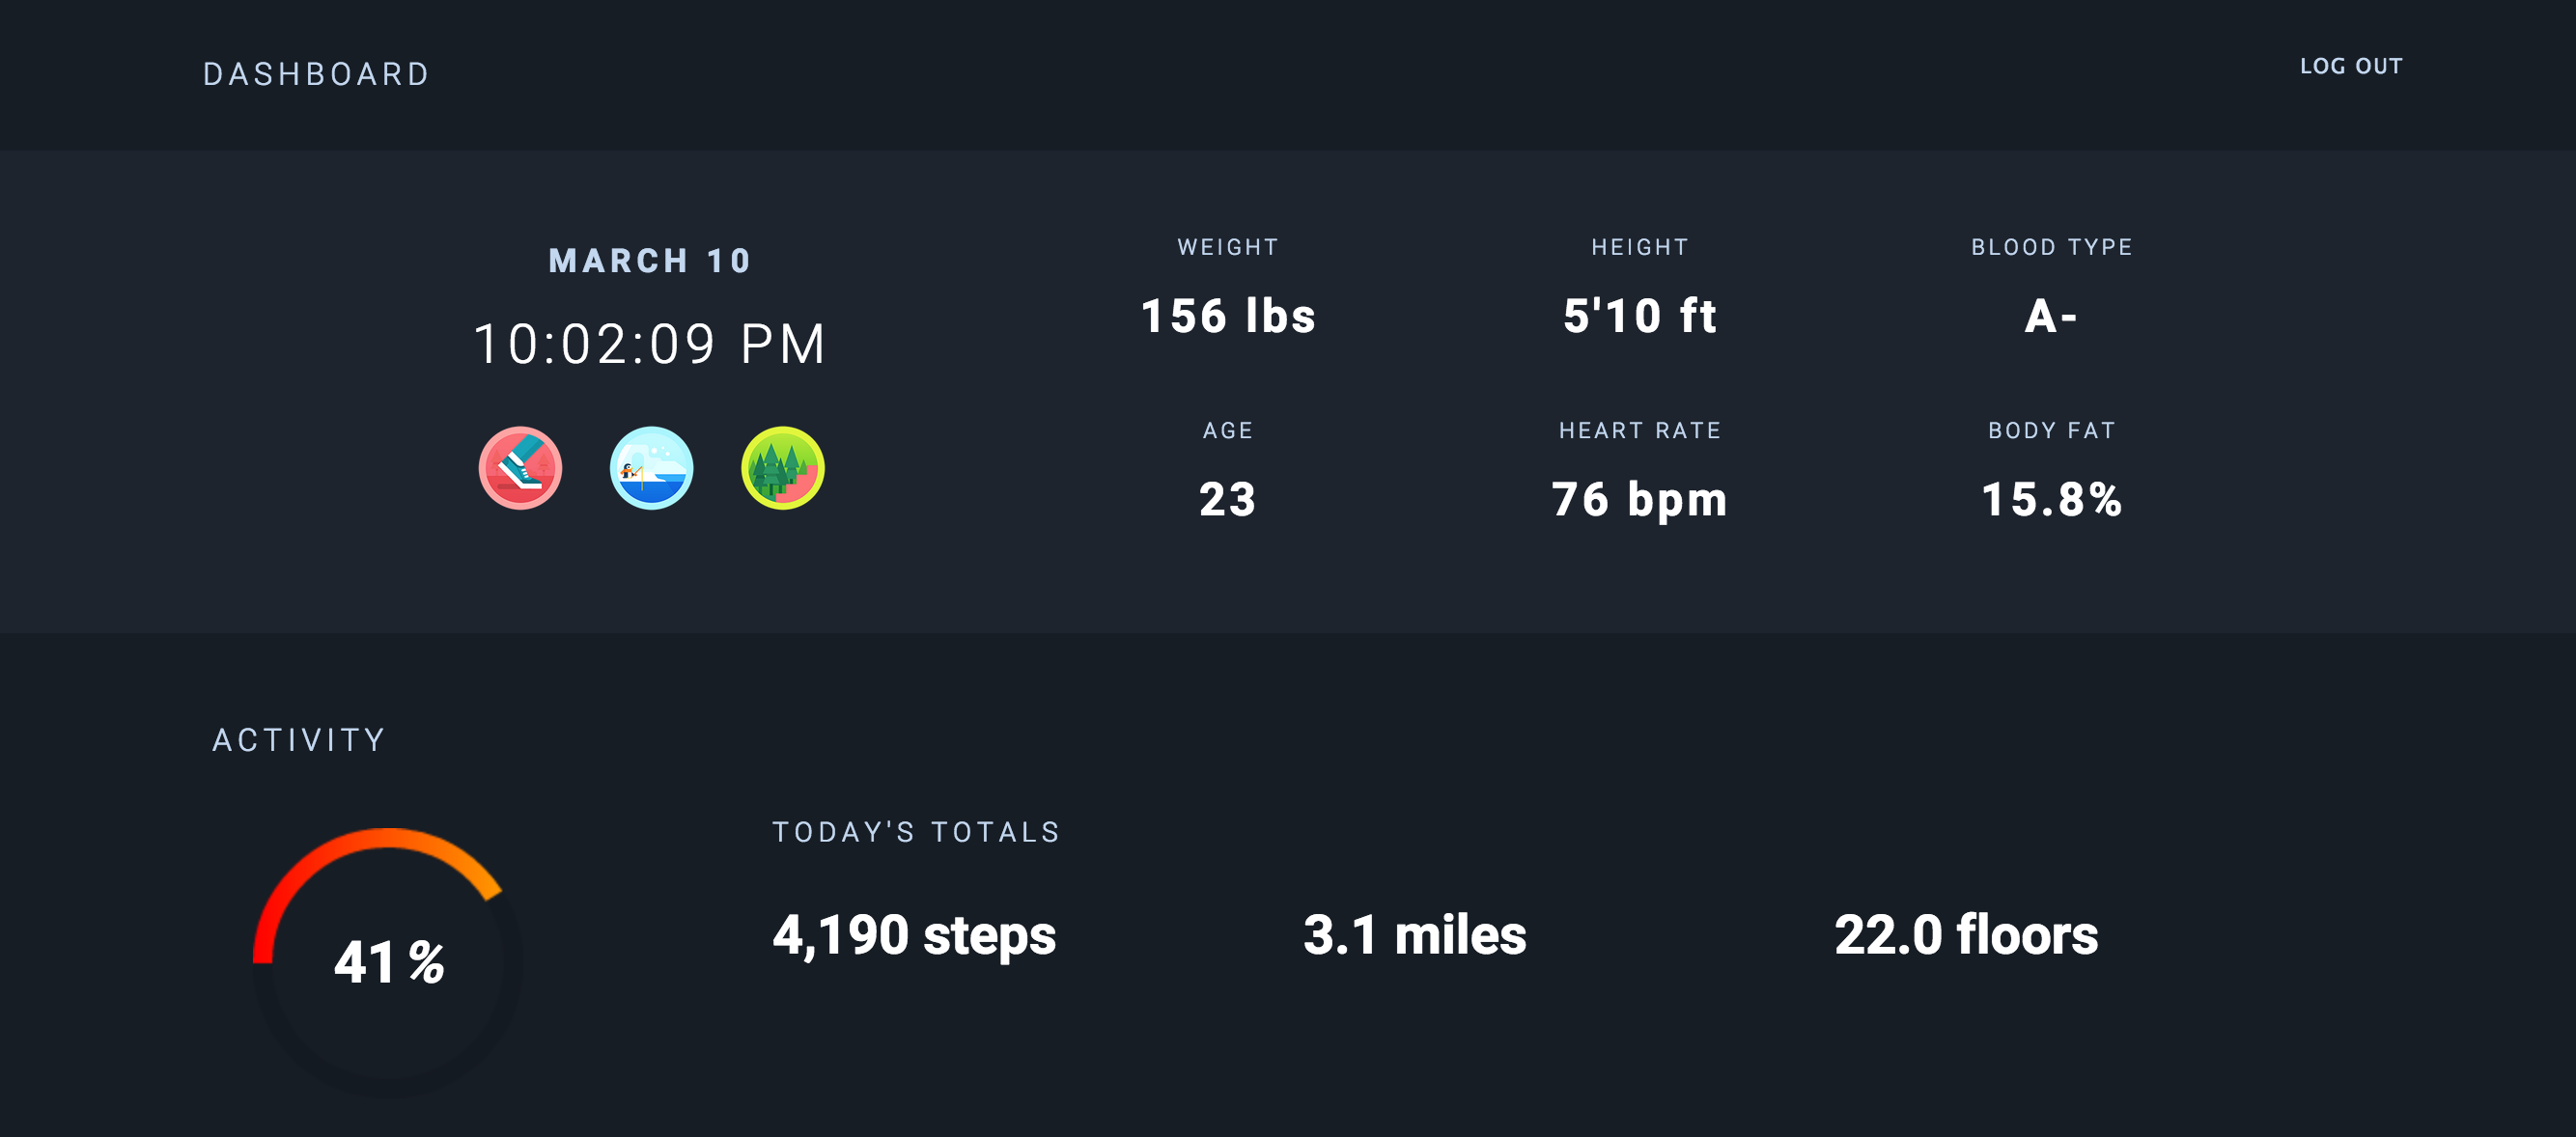 DASHBOARD
LOG OUT
MARCH 10
10:02:09 PM
WEIGHT
156 lbs
HEIGHT
5'10 ft
BLOOD TYPE
A-
AGE
23
HEART RATE
76 bpm
BODY FAT
15.8%
ACTIVITY
41%
TODAY'S TOTALS
4,190 steps
3.1 miles
22.0 floors